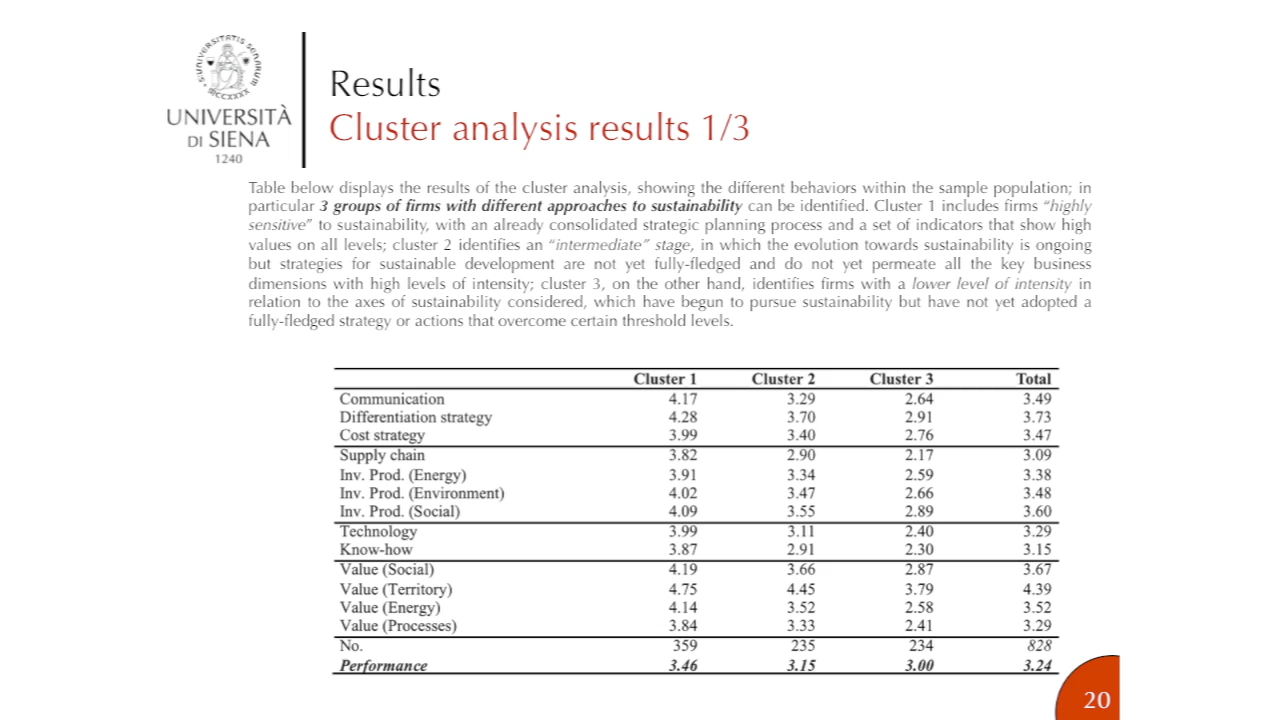 UNIVERSITATIS SENARUM
MCCXXXX
UNIVERSITÀ
DI SIENA
1240
Results
Cluster analysis results 1/3
Table below displays the results of the cluster analysis, showing the different behaviors within the sample population; in
particular 3 groups of firms with different approaches to sustainability can be identified. Cluster 1 includes firms “highly
sensitive” to sustainability, with an already consolidated strategic planning process and a set of indicators that show high
values on all levels; cluster 2 identifies an “intermediate” stage, in which the evolution towards sustainability is ongoing
but strategies for sustainable development are not yet fully-fledged and do not yet permeate all the key business
dimensions with high levels of intensity; cluster 3, on the other hand, identifies firms with a lower level of intensity in
relation to the axes of sustainability considered, which have begun to pursue sustainability but have not yet adopted a
fully-fledged strategy or actions that overcome certain threshold levels.
Cluster 1 Cluster 2 Cluster 3 Total
Communication 4.17 3.29 2.64 3.49
Differentiation strategy 4.28 3.70 2.91 3.73
Cost strategy 3.99 3.40 2.76 3.47
Supply chain 3.82 2.90 2.17 3.09
Inv. Prod. (Energy) 3.91 3.34 2.59 3.38
Inv. Prod. (Environment) 4.02 3.47 2.66 3.48
Inv. Prod. (Social) 4.09 3.55 2.89 3.60
Technology 3.99 3.11 2.40 3.29
Know-how 3.87 2.91 2.30 3.15
Value (Social) 4.19 3.66 2.87 3.67
Value (Territory) 4.75 4.45 3.79 4.39
Value (Energy) 4.14 3.52 2.58 3.52
Value (Processes) 3.84 3.33 2.41 3.29
No. 359 235 234 828
Performance 3.46 3.15 3.00 3.24
20